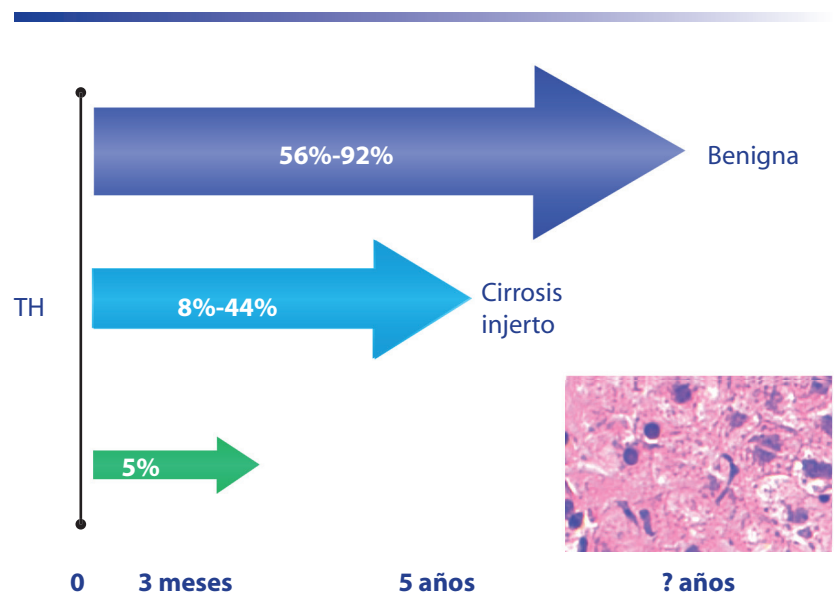 56%-92%
Benigna
TH
8%-44%
Cirrosis
injerto
5%
0 3 meses 5 años ? años